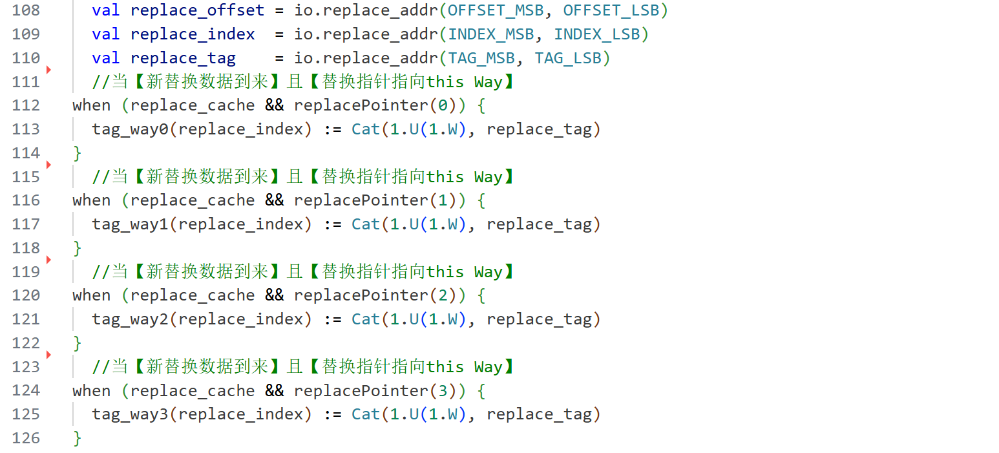 108 val replace_offset = io.replace_addr(OFFSET_MSB, OFFSET_LSB)
109 val replace_index  = io.replace_addr(INDEX_MSB, INDEX_LSB)
110 val replace_tag    = io.replace_addr(TAG_MSB, TAG_LSB)
111 //当【新替换数据到来】且【替换指针指向this Way】
112 when (replace_cache && replacePointer(0)) {
113 tag_way0(replace_index) := Cat(1.U(1.W), replace_tag)
114 }
115 //当【新替换数据到来】且【替换指针指向this Way】
116 when (replace_cache && replacePointer(1)) {
117 tag_way1(replace_index) := Cat(1.U(1.W), replace_tag)
118 }
119 //当【新替换数据到来】且【替换指针指向this Way】
120 when (replace_cache && replacePointer(2)) {
121 tag_way2(replace_index) := Cat(1.U(1.W), replace_tag)
122 }
123 //当【新替换数据到来】且【替换指针指向this Way】
124 when (replace_cache && replacePointer(3)) {
125 tag_way3(replace_index) := Cat(1.U(1.W), replace_tag)
126 }